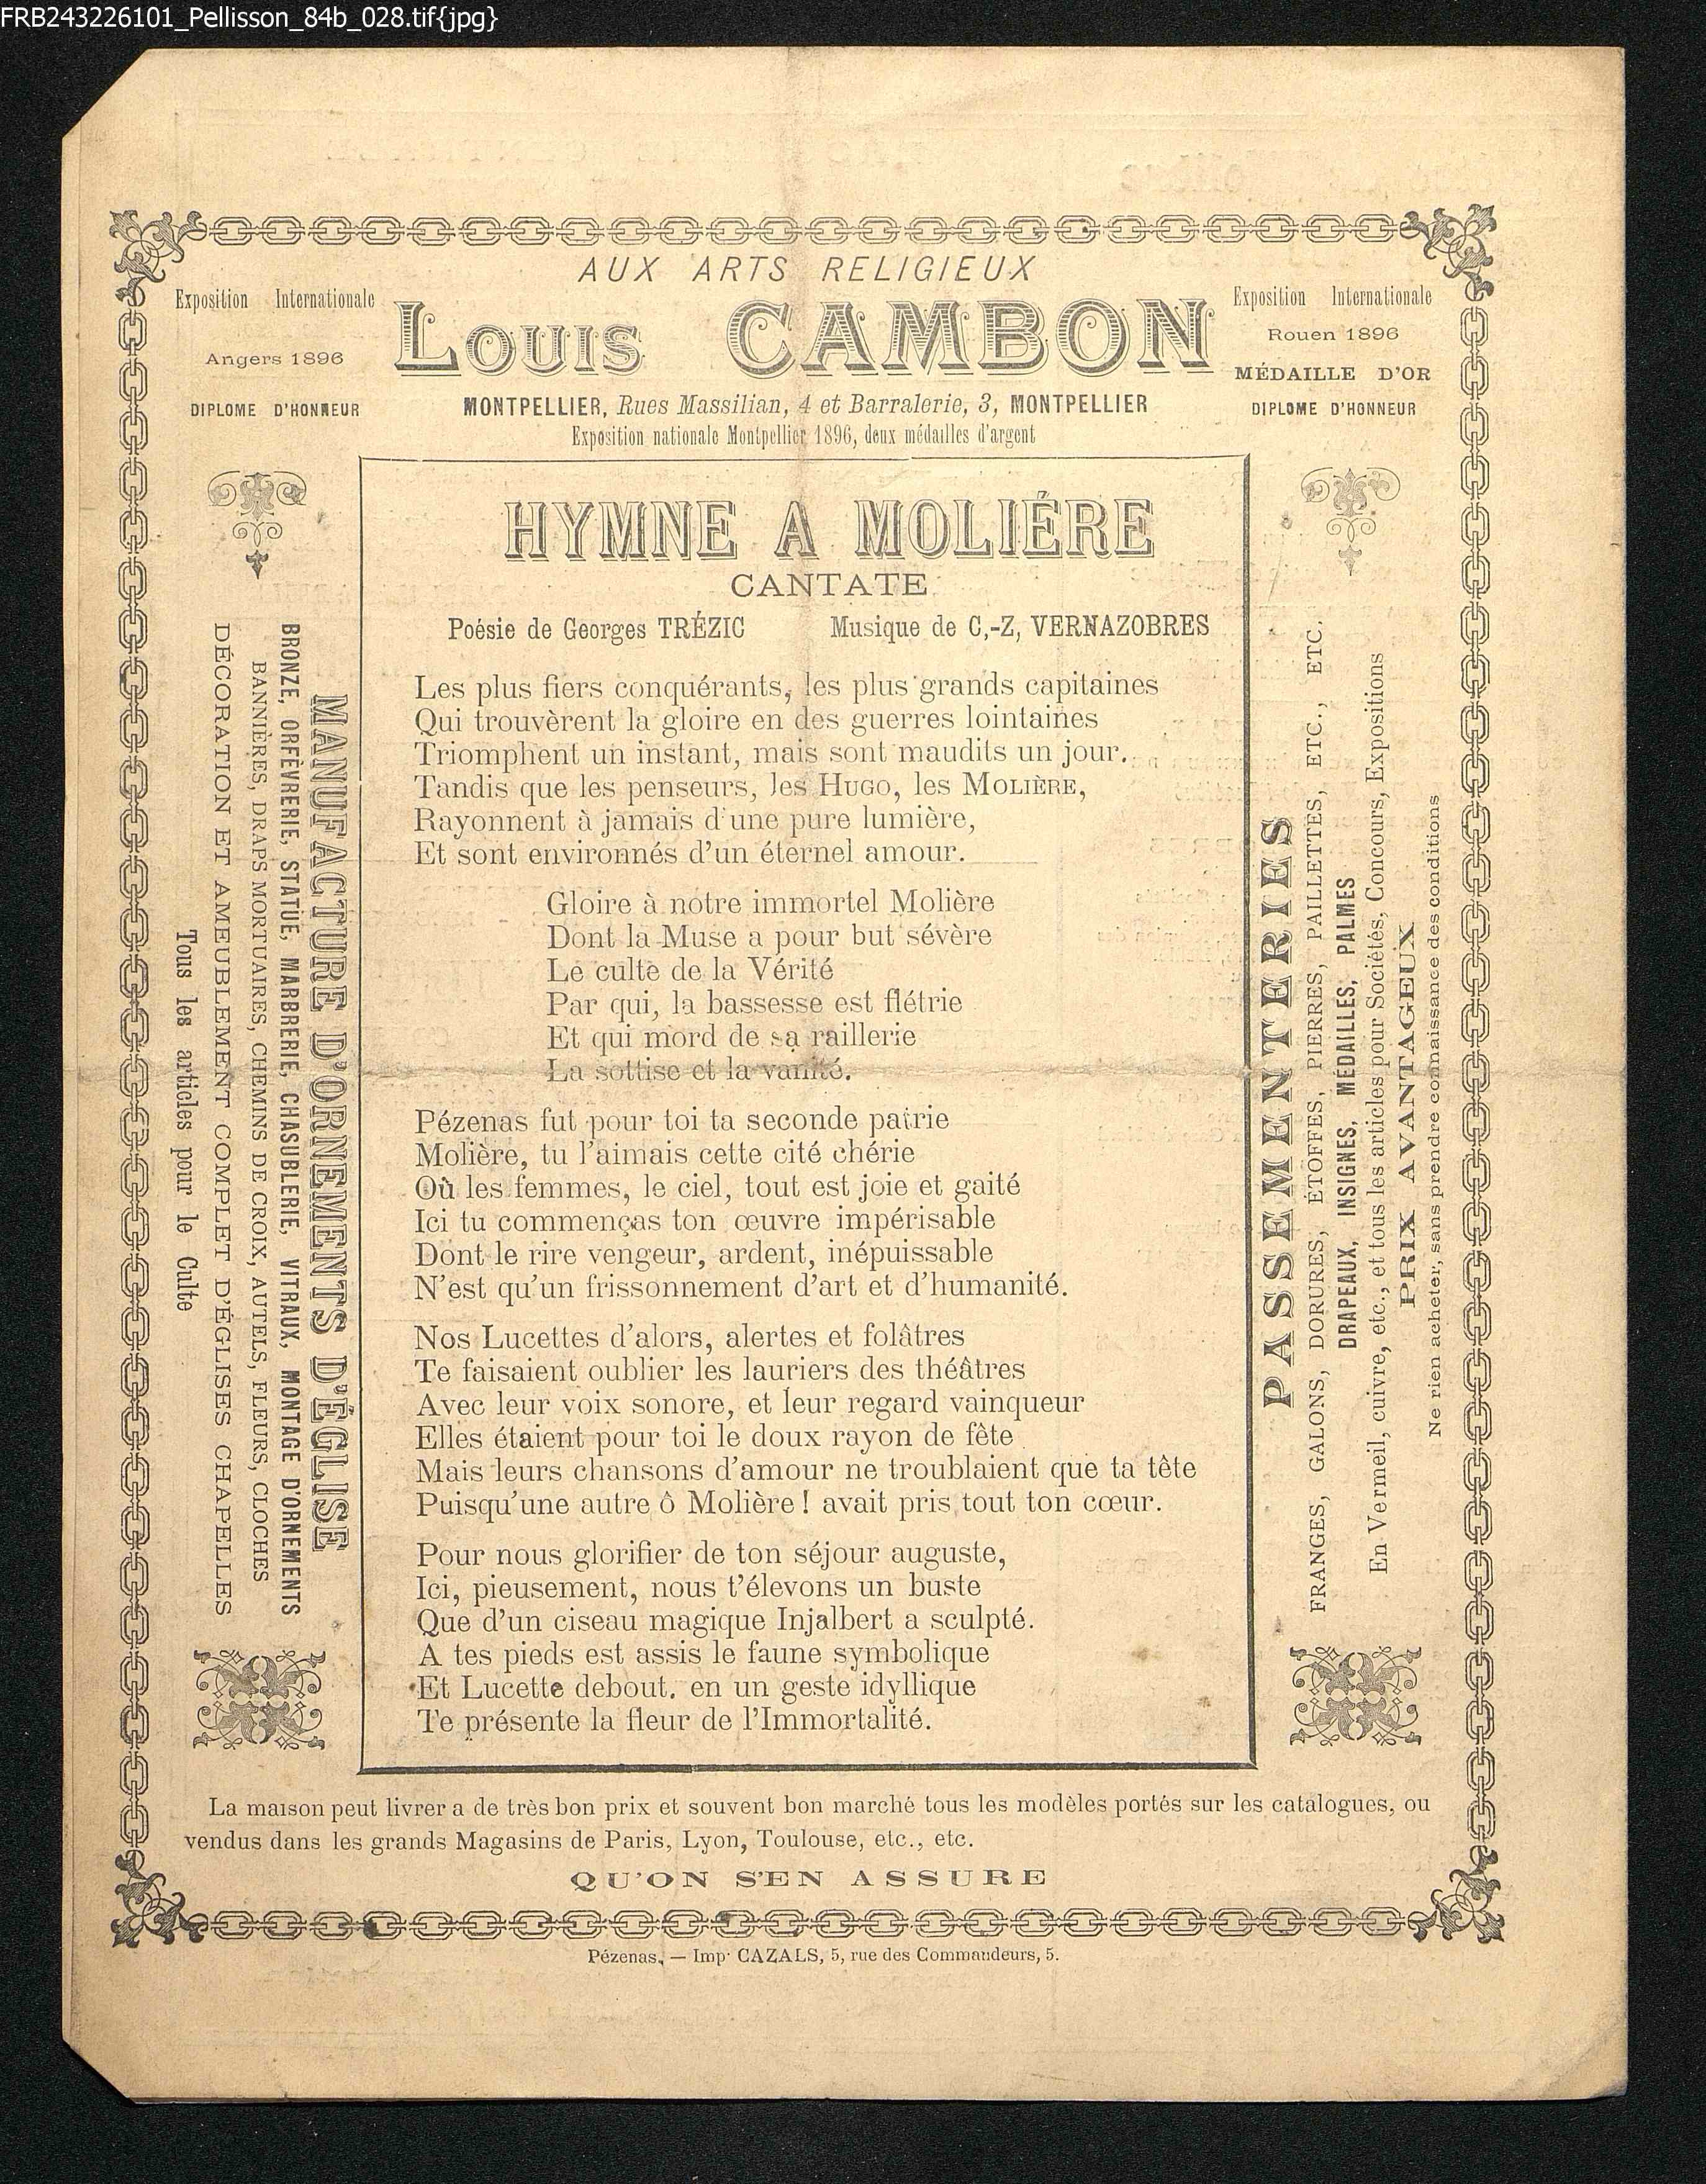 FRB243226101_Pellisson_84b_028.tif{jpg}
AUX ARTS RELIGIEUX
Louis CAMBON
Exposition Internationale
Angers 1896
DIPLOME D'HONNEUR
Exposition Internationale
Rouen 1896
MÉDAILLE D'OR
DIPLOME D'HONNEUR
MONTPELLIER, Rues Massilian, 4 et Barralerie, 3, MONTPELLIER
Exposition nationale Montpellier 1896, deux médailles d'argent
MANUFACTURE D'ORNEMENTS D'ÉGLISE
BRONZE, ORFÈVRERIE, STATUE, MARBRERIE, CHASUBLERIE, VITRAUX, MONTAGE D'ORNEMENTS
BANNIÈRES, DRAPS MORTUAIRES, CHEMINS DE CROIX, AUTELS, FLEURS, CLOCHES
DÉCORATION ET AMEUBLEMENT COMPLET D'ÉGLISES CHAPELLES
Tous les articles pour le Culte
HYMNE A MOLIÉRE
CANTATE
Poésie de Georges TRÉZIC Musique de C,-Z, VERNAZOBRES
Les plus fiers conquérants, les plus grands capitaines
Qui trouvèrent la gloire en des guerres lointaines
Triomphent un instant, mais sont maudits un jour.
Tandis que les penseurs, les HUGO, les MOLIÈRE,
Rayonnent à jamais d'une pure lumière,
Et sont environnés d'un éternel amour.
Gloire à notre immortel Molière
Dont la Muse a pour but sévère
Le culte de la Vérité
Par qui, la bassesse est flétrie
Et qui mord de sa raillerie
La sottise et la vanité.
Pézenas fut pour toi ta seconde patrie
Molière, tu l'aimais cette cité chérie
Où les femmes, le ciel, tout est joie et gaité
Ici tu commenças ton œuvre impérisable
Dont le rire vengeur, ardent, inépuissable
N'est qu'un frissonnement d'art et d'humanité.
Nos Lucettes d'alors, alertes et folâtres
Te faisaient oublier les lauriers des théâtres
Avec leur voix sonore, et leur regard vainqueur
Elles étaient pour toi le doux rayon de fête
Mais leurs chansons d'amour ne troublaient que ta tête
Puisqu'une autre ô Molière ! avait pris tout ton cœur.
Pour nous glorifier de ton séjour auguste,
Ici, pieusement, nous t'élevons un buste
Que d'un ciseau magique Injalbert a sculpté.
A tes pieds est assis le faune symbolique
Et Lucette debout. en un geste idyllique
Te présente la fleur de l'Immortalité.
PASSEMENTERIES
FRANGES, GALONS, DORURES, ÉTOFFES, PIERRES, PAILLETTES, ETC., ETC.
DRAPEAUX, INSIGNES, MÉDAILLES, PALMES
En Vermeil, cuivre, etc., et tous les articles pour Sociétés, Concours, Expositions
PRIX AVANTAGEUX
Ne rien acheter, sans prendre connaissance des conditions
La maison peut livrer a de très bon prix et souvent bon marché tous les modèles portés sur les catalogues, ou
vendus dans les grands Magasins de Paris, Lyon, Toulouse, etc., etc.
QU'ON S'EN ASSURE
Pézenas, — Imp. CAZALS, 5, rue des Commandeurs, 5.